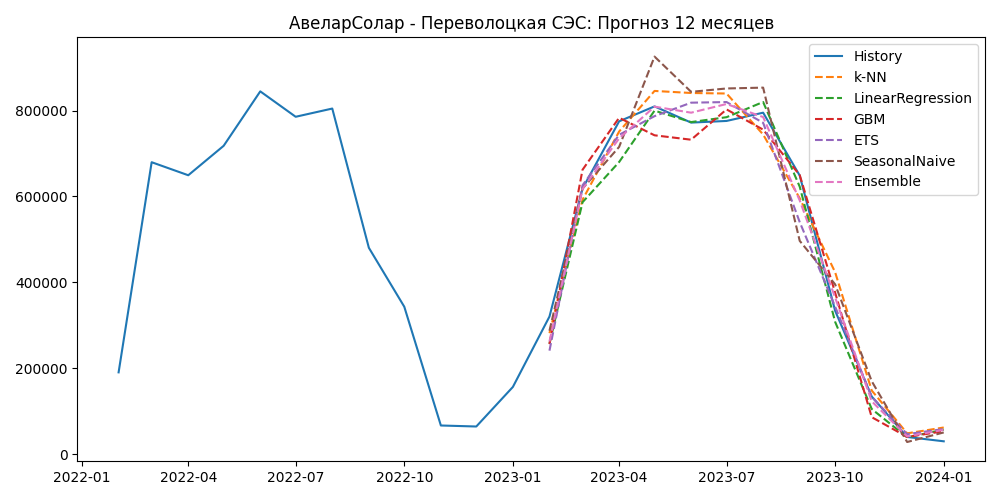 АвеларСолар - Переволоцкая СЭС: Прогноз 12 месяцев
History
k-NN
LinearRegression
GBM
ETS
SeasonalNaive
Ensemble
800000
600000
400000
200000
0
2022-01
2022-04
2022-07
2022-10
2023-01
2023-04
2023-07
2023-10
2024-01